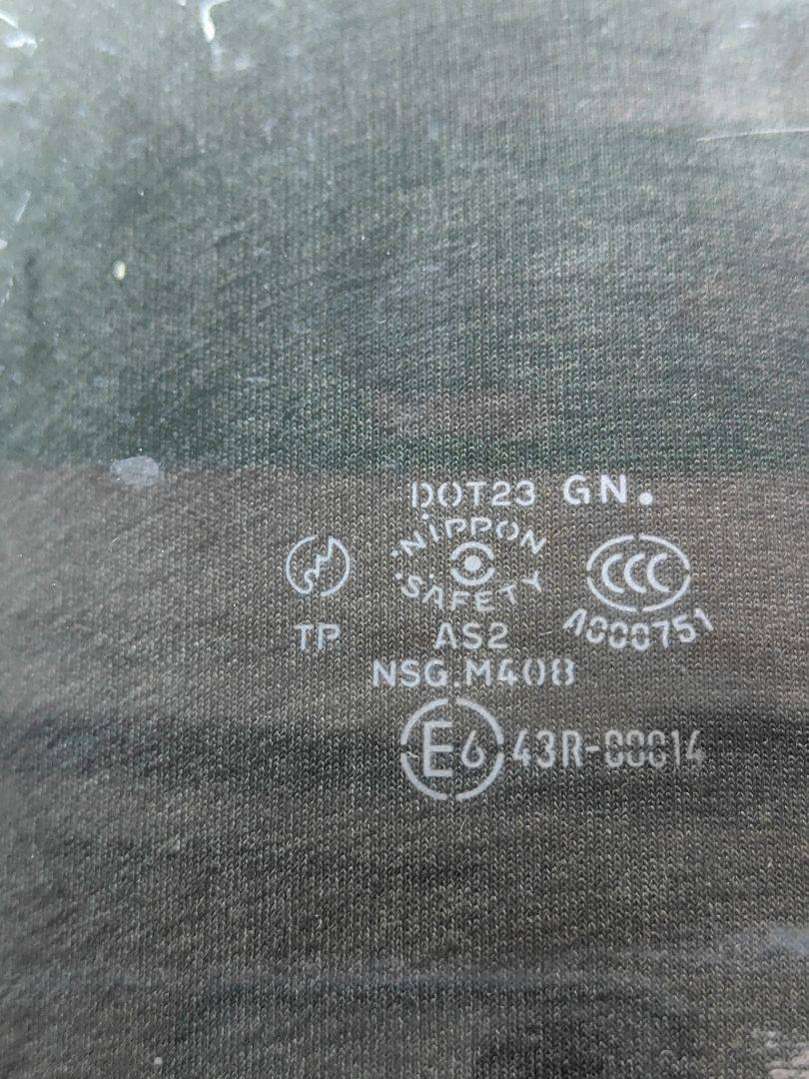 DOT23 GN.
NIPPON
SAFETY
CCC
A000751
TP
AS2
NSG.M408
E6 43R-00014